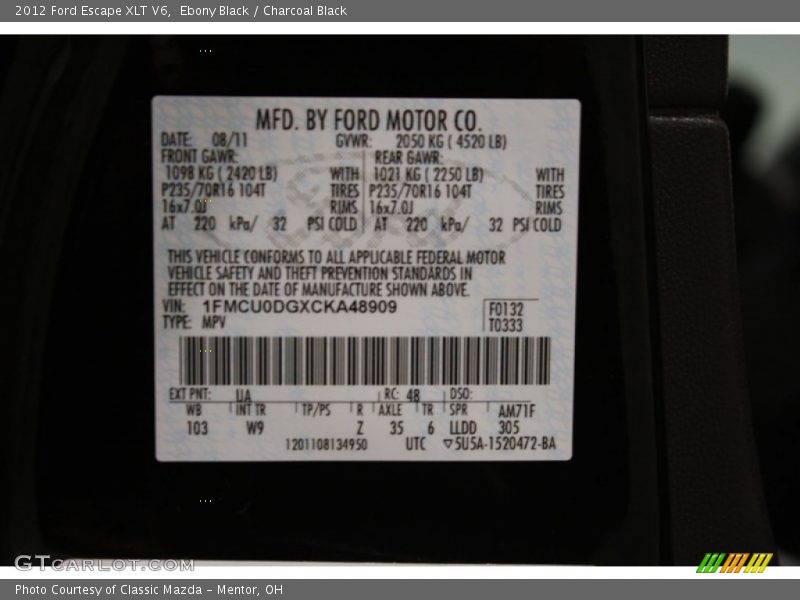 2012 Ford Escape XLT V6,  Ebony Black / Charcoal Black
MFD. BY FORD MOTOR CO.
DATE: 08/11 GVWR: 2050 KG ( 4520 LB)
FRONT GAWR: REAR GAWR:
1098 KG ( 2420 LB) WITH 1021 KG ( 2250 LB) WITH
P235/70R16 104T TIRES P235/70R16 104T TIRES
16x7.0J RIMS 16x7.0J RIMS
AT 220 kPa/ 32 PSI COLD AT 220 kPa/ 32 PSI COLD
THIS VEHICLE CONFORMS TO ALL APPLICABLE FEDERAL MOTOR
VEHICLE SAFETY AND THEFT PREVENTION STANDARDS IN
EFFECT ON THE DATE OF MANUFACTURE SHOWN ABOVE.
VIN: 1FMCU0DGXCKA48909 F0132
TYPE: MPV T0333
EXT PNT: UA RC: 48 DSO:
WB INT TR TP/PS R AXLE TR SPR AM71F
103 W9 Z 35 6 LLDD 305
1201108134950 UTC ▽5U5A-1520472-BA
GTCARLOT.COM
Photo Courtesy of Classic Mazda - Mentor, OH